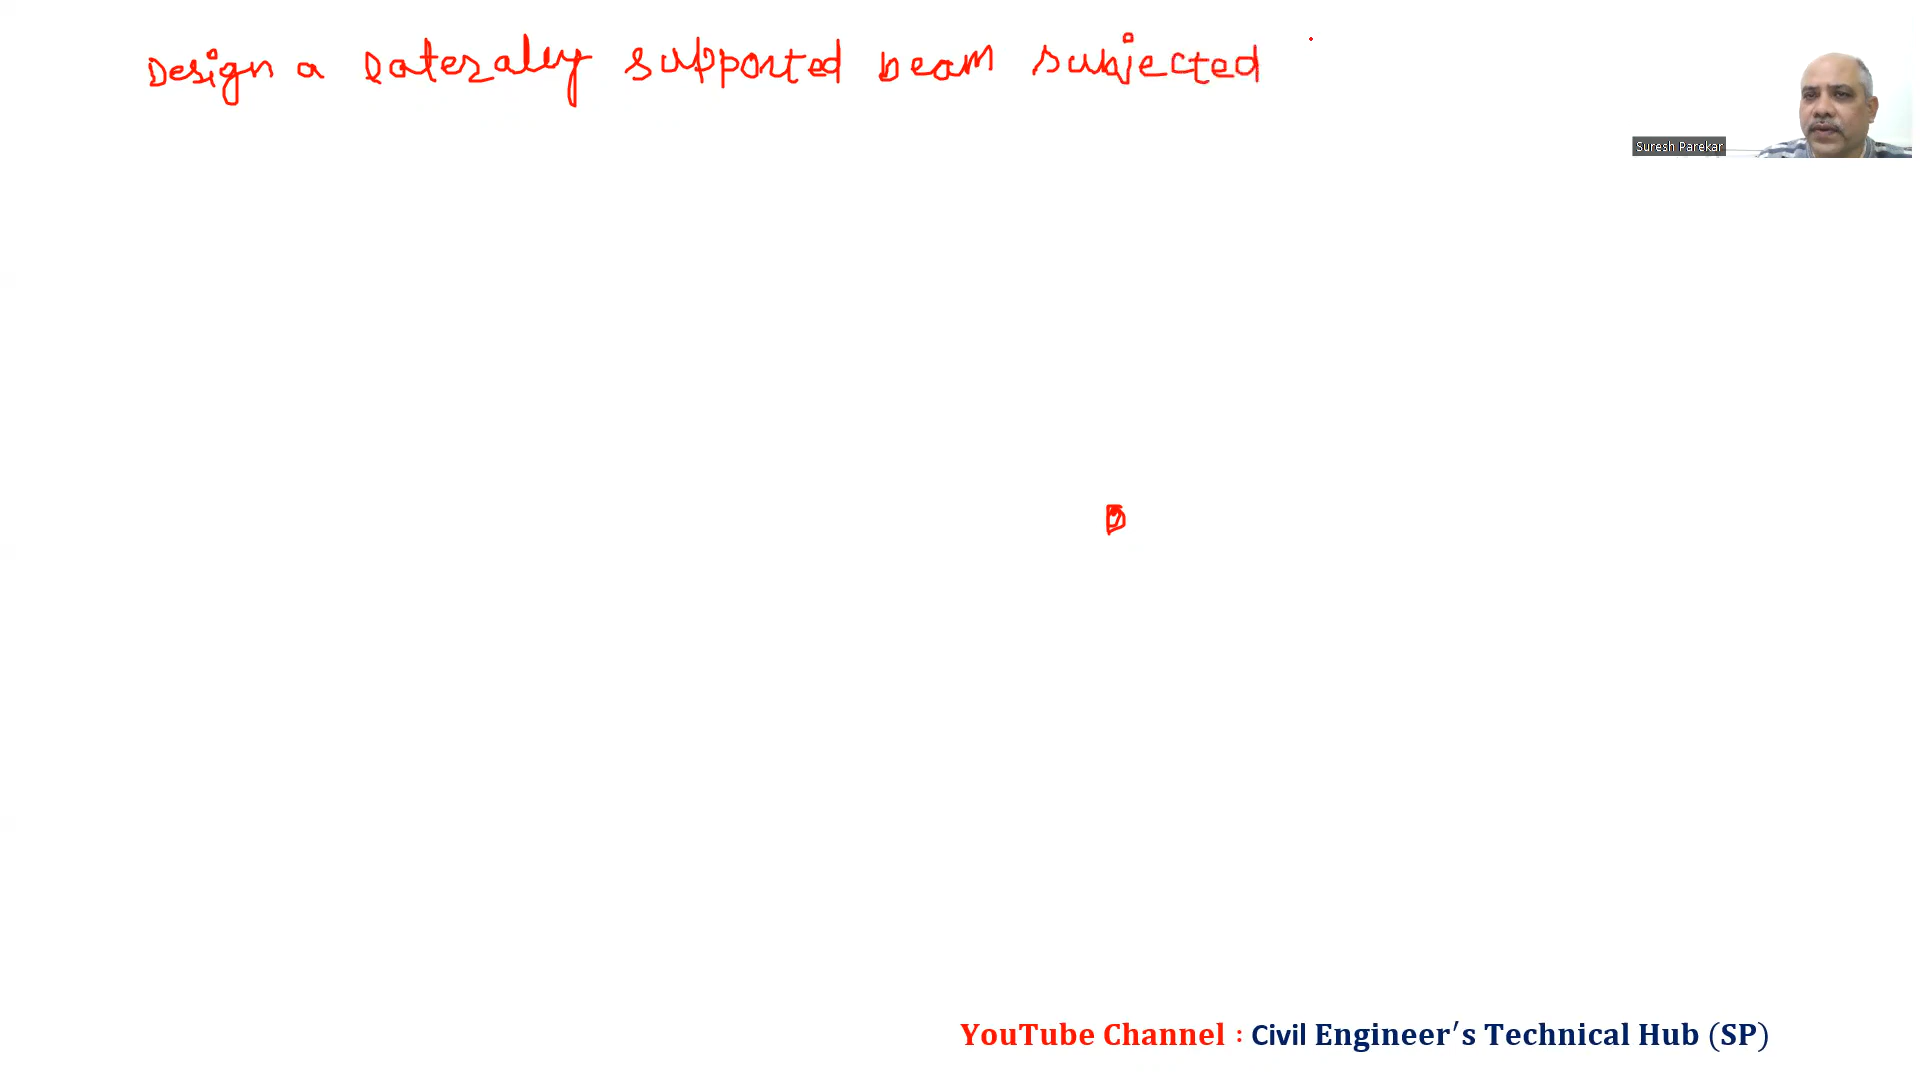 Design a laterally supported beam subjected
Suresh Parekar
YouTube Channel : Civil Engineer's Technical Hub (SP)